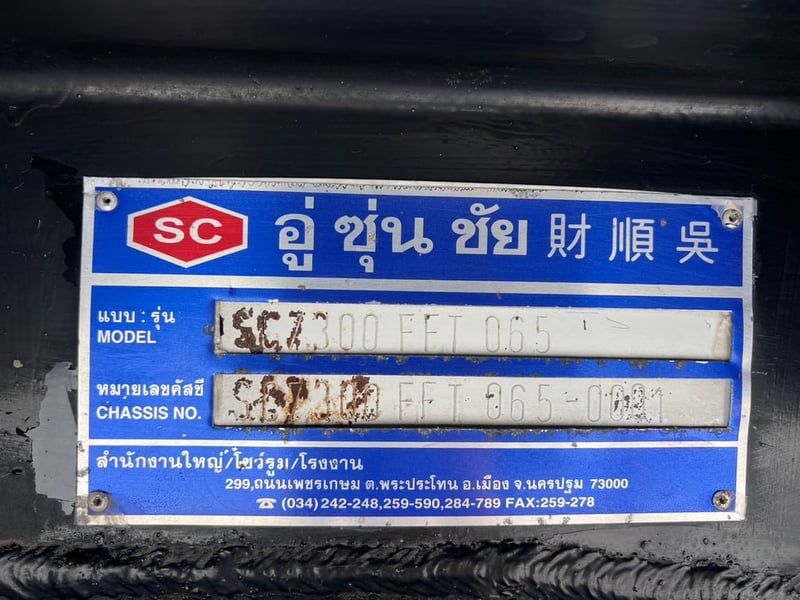 SC อู่ ซุ่น ชัย 財 順 吳
แบบ : รุ่น
MODEL
SC7300 FFT 065
หมายเลขคัสซี
CHASSIS NO.
SC7300 FFT 065-0021
สำนักงานใหญ่/โชว์รูม/โรงงาน
299,ถนนเพชรเกษม ต.พระประโทน อ.เมือง จ.นครปฐม 73000
☎ (034) 242-248,259-590,284-789 FAX:259-278